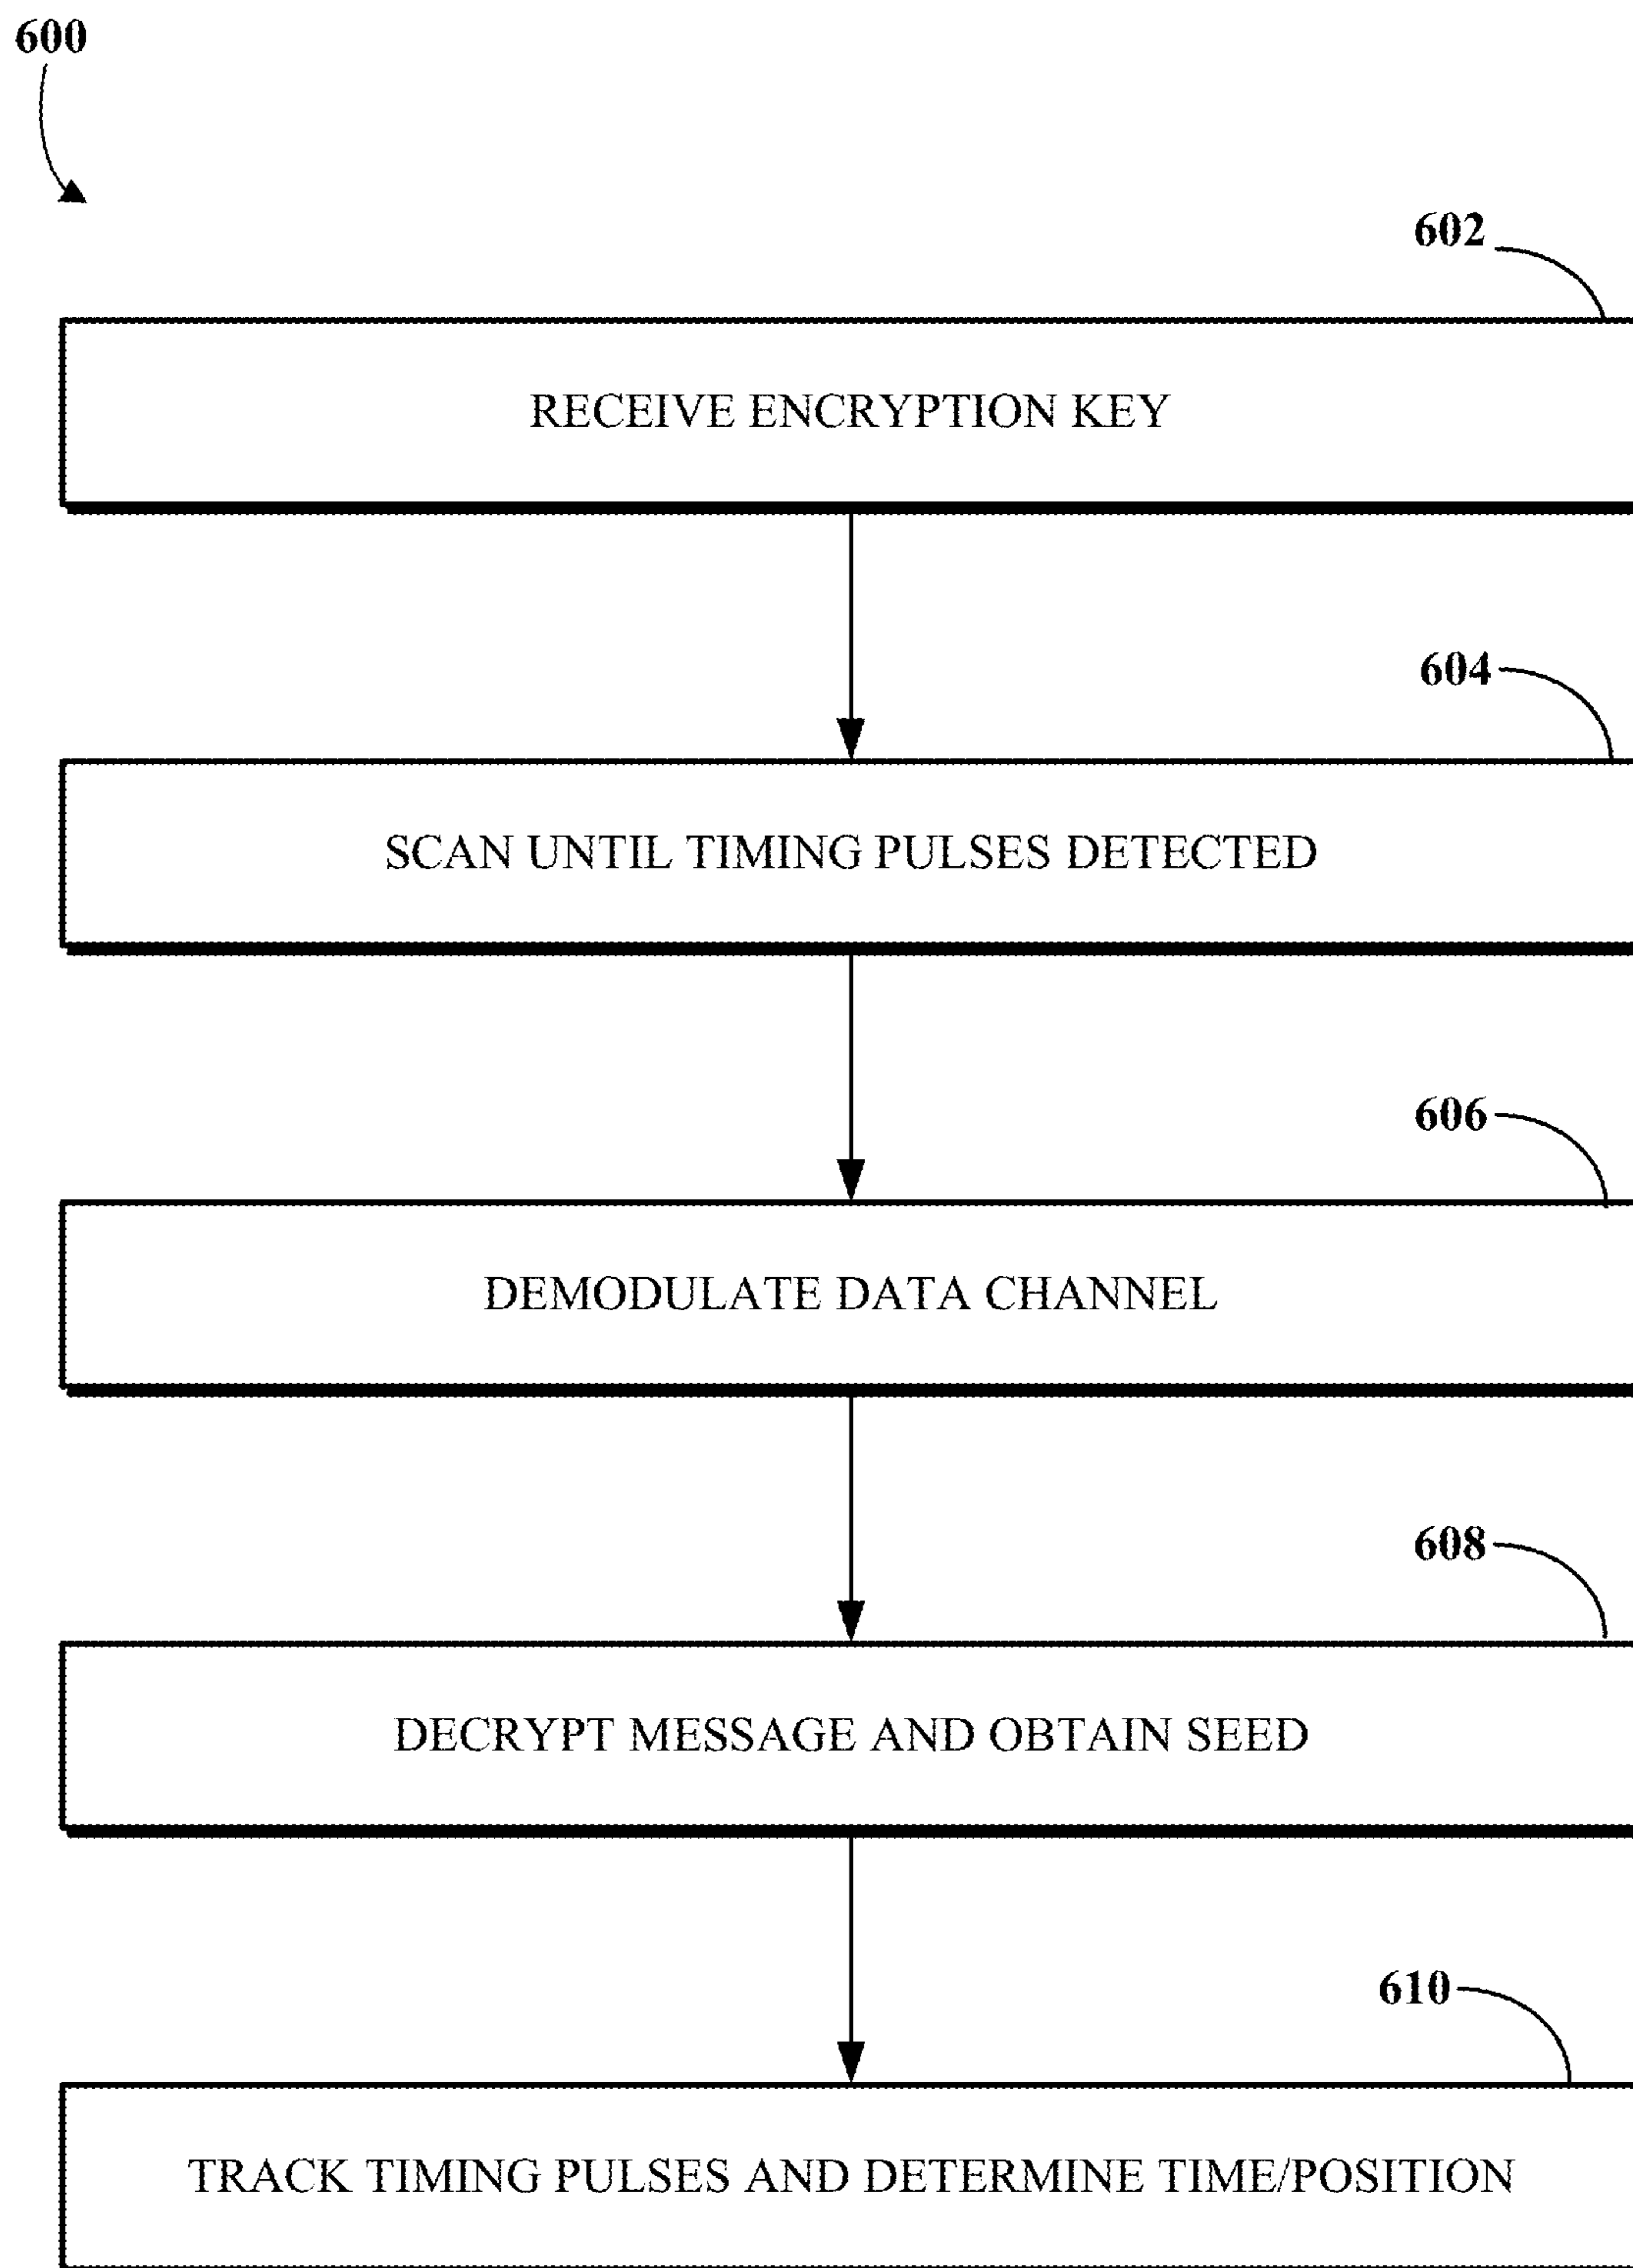 600
602
RECEIVE ENCRYPTION KEY
604
SCAN UNTIL TIMING PULSES DETECTED
606
DEMODULATE DATA CHANNEL
608
DECRYPT MESSAGE AND OBTAIN SEED
610
TRACK TIMING PULSES AND DETERMINE TIME/POSITION